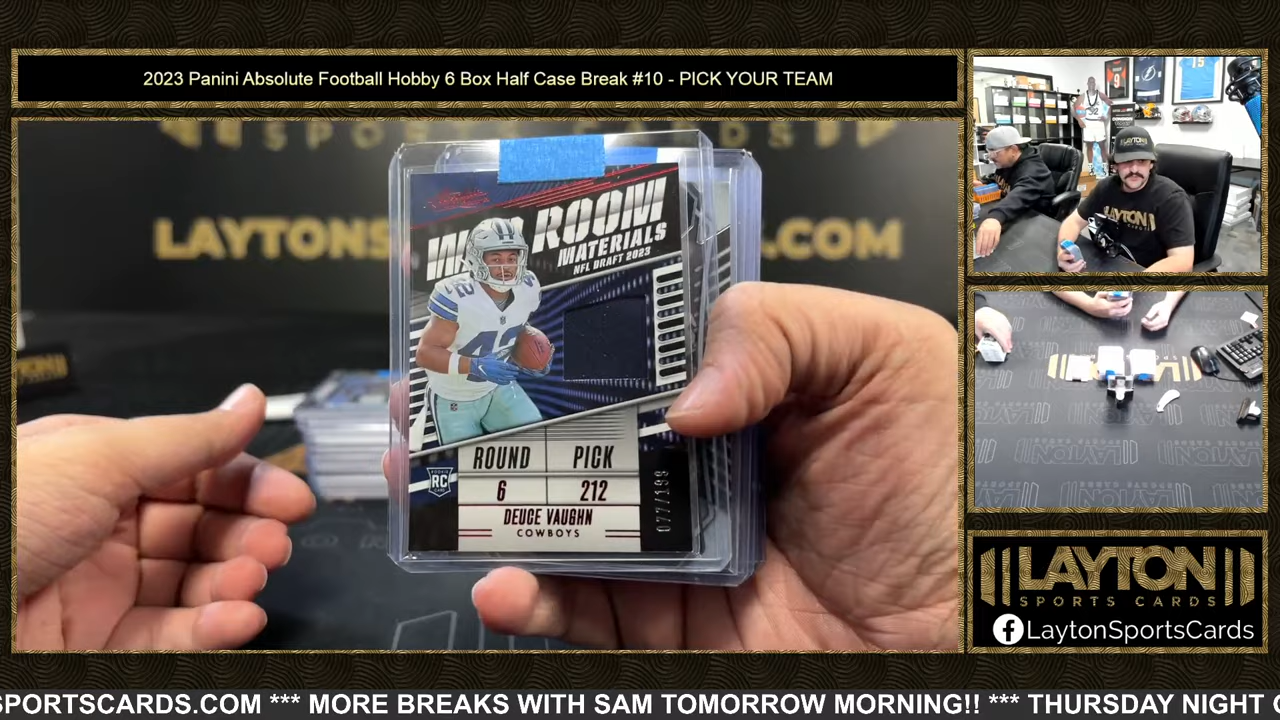 2023 Panini Absolute Football Hobby 6 Box Half Case Break #10 - PICK YOUR TEAM
LAYTONS
.COM
ROOM
MATERIALS
NFL DRAFT 2023
42
RC
ROUND
PICK
6
212
DEUCE VAUGHN
COWBOYS
077/199
LAYTON
LAYTON
SPORTS CARDS
LaytonSportsCards
SPORTSCARDS.COM *** MORE BREAKS WITH SAM TOMORROW MORNING!! *** THURSDAY NIGHT